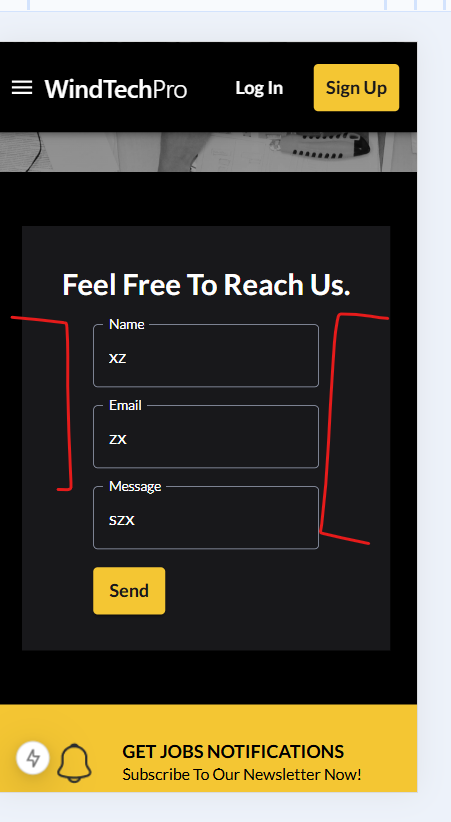 WindTechPro
Log In
Sign Up
Feel Free To Reach Us.
Name
XZ
Email
ZX
Message
SZX
Send
GET JOBS NOTIFICATIONS
Subscribe To Our Newsletter Now!